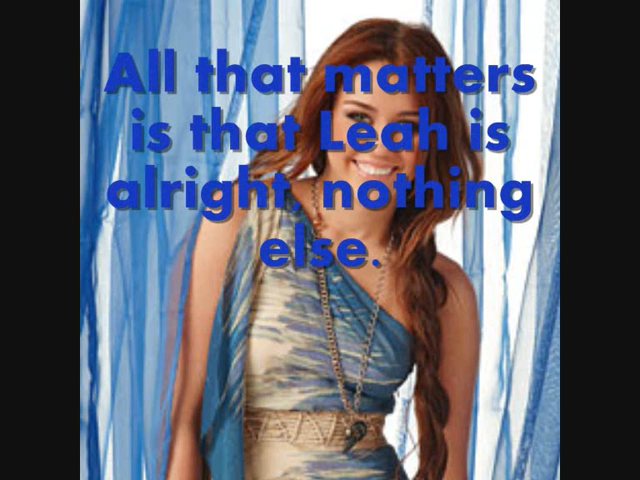 All that matters
is that Leah is
alright, nothing
else.